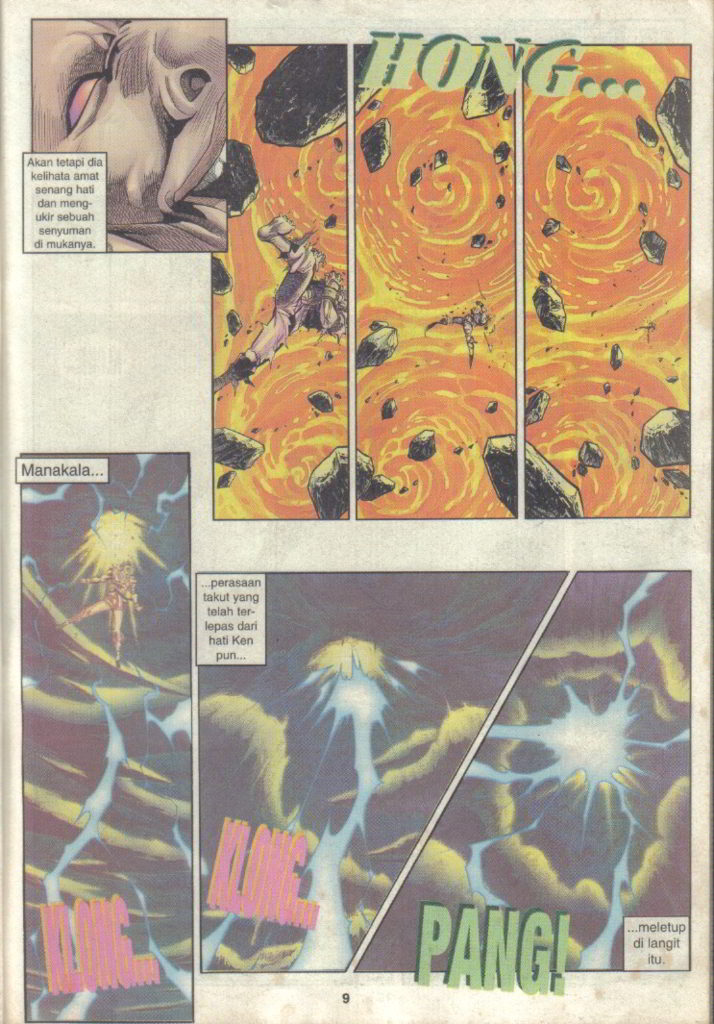 HONG...
Akan tetapi dia
kelihata amat
senang hati
dan meng-
ukir sebuah
senyuman
di mukanya.
Manakala...
KLONG...
...perasaan
takut yang
telah ter-
lepas dari
hati Ken
pun...
KLONG...
PANG!
...meletup
di langit
itu.
9